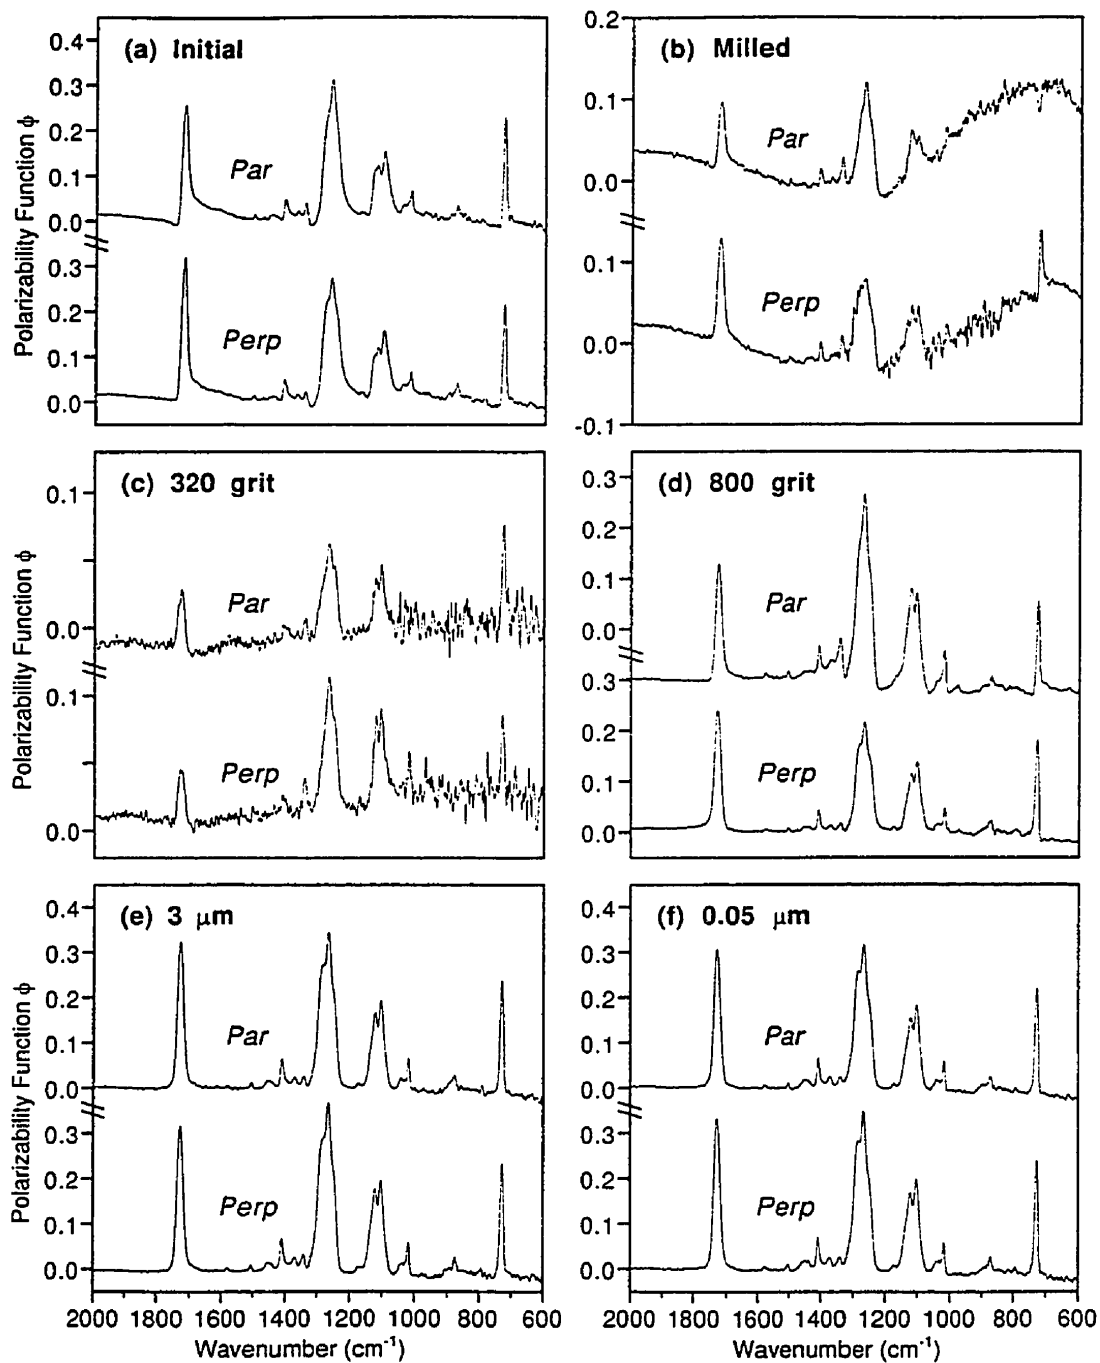 (a) Initial
0.4
0.3
0.2
0.1
0.0
Par
0.3
0.2
0.1
0.0
Perp
Polarizability Function ϕ
(b) Milled
0.2
0.1
0.0
Par
0.1
0.0
-0.1
Perp
(c) 320 grit
0.1
0.0
Par
0.1
0.0
Perp
Polarizability Function ϕ
(d) 800 grit
0.3
0.2
0.1
0.0
Par
0.3
0.2
0.1
0.0
Perp
(e) 3 μm
0.4
0.3
0.2
0.1
0.0
Par
0.3
0.2
0.1
0.0
Perp
Polarizability Function ϕ
2000 1800 1600 1400 1200 1000 800 600
Wavenumber (cm⁻¹)
(f) 0.05 μm
0.4
0.3
0.2
0.1
0.0
Par
0.3
0.2
0.1
0.0
Perp
2000 1800 1600 1400 1200 1000 800 600
Wavenumber (cm⁻¹)